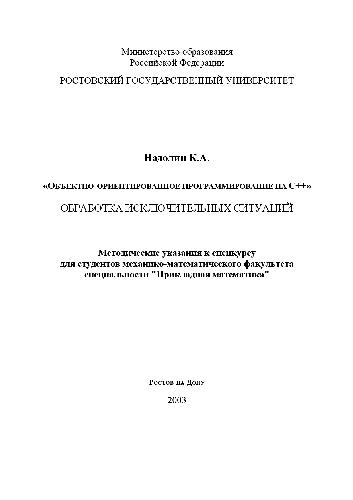 Министерство образования
Российской Федерации
РОСТОВСКИЙ ГОСУДАРСТВЕННЫЙ УНИВЕРСИТЕТ
Надолин К.А.
«ОБЪЕКТНО-ОРИЕНТИРОВАННОЕ ПРОГРАММИРОВАНИЕ НА C++»
ОБРАБОТКА ИСКЛЮЧИТЕЛЬНЫХ СИТУАЦИЙ
Методические указания к спецкурсу
для студентов механико-математического факультета
специальности "Прикладная математика"
Ростов-на-Дону
2003